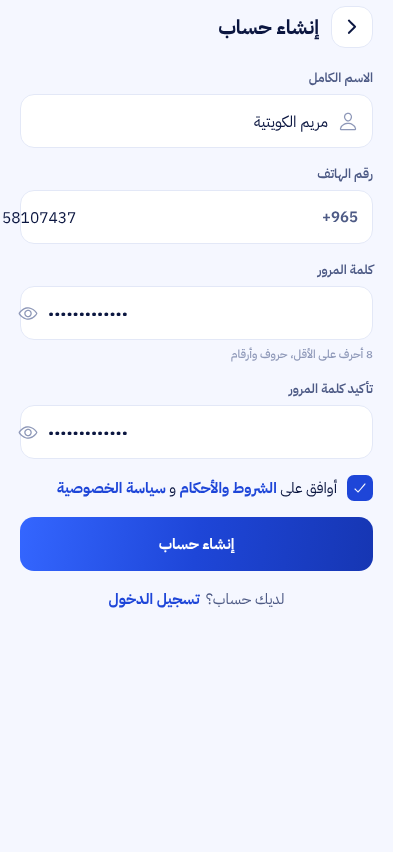 إنشاء حساب
الاسم الكامل
مريم الكويتية
رقم الهاتف
+965 58107437
كلمة المرور
•••••••••••••
8 أحرف على الأقل، حروف وأرقام
تأكيد كلمة المرور
•••••••••••••
أوافق على الشروط والأحكام و سياسة الخصوصية
إنشاء حساب
لديك حساب؟ تسجيل الدخول